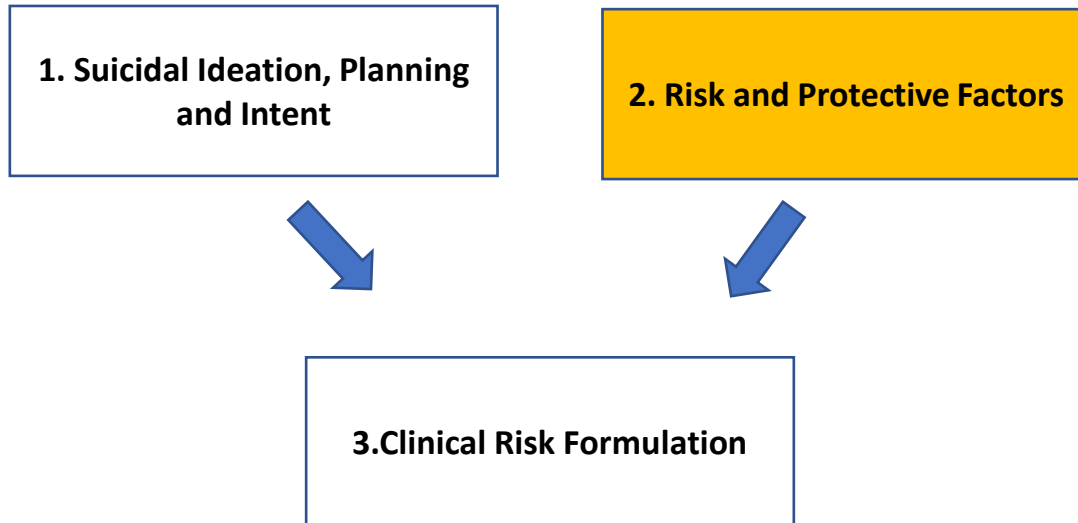 1. Suicidal Ideation, Planning
and Intent
2. Risk and Protective Factors
3.Clinical Risk Formulation